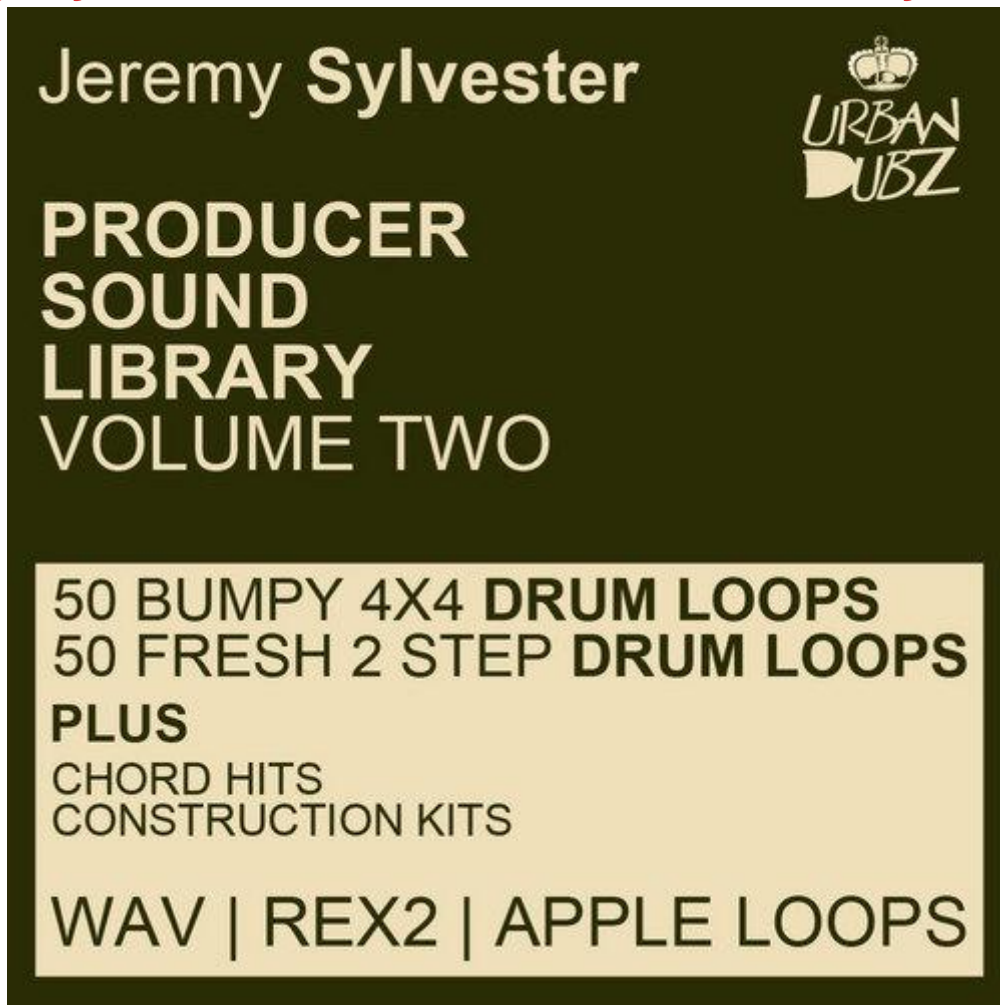 Jeremy Sylvester
URBAN
DUBZ
PRODUCER
SOUND
LIBRARY
VOLUME TWO
50 BUMPY 4X4 DRUM LOOPS
50 FRESH 2 STEP DRUM LOOPS
PLUS
CHORD HITS
CONSTRUCTION KITS
WAV | REX2 | APPLE LOOPS